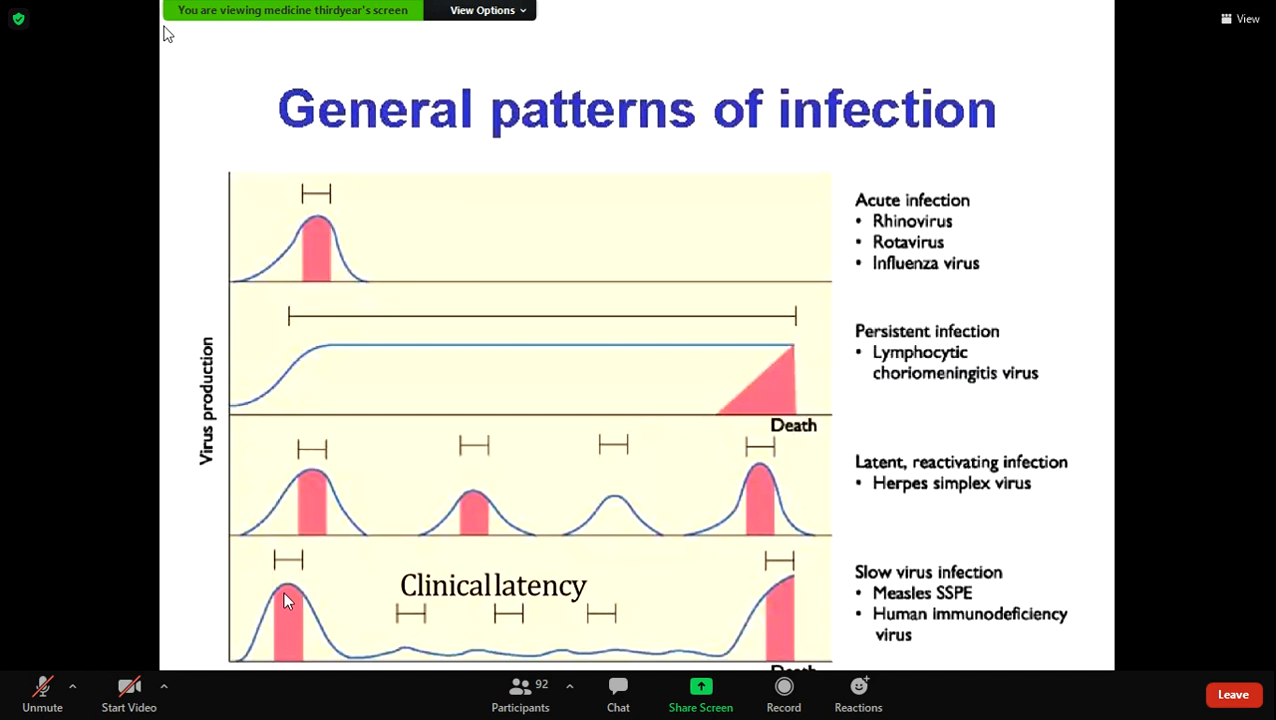 You are viewing medicine thirdyear's screen
View Options
View
General patterns of infection
Virus production
Acute infection
• Rhinovirus
• Rotavirus
• Influenza virus
Persistent infection
• Lymphocytic
choriomeningitis virus
Death
Latent, reactivating infection
• Herpes simplex virus
Clinical latency
Slow virus infection
• Measles SSPE
• Human immunodeficiency
virus
Death
Unmute
Start Video
92
Participants
Chat
Share Screen
Record
Reactions
Leave